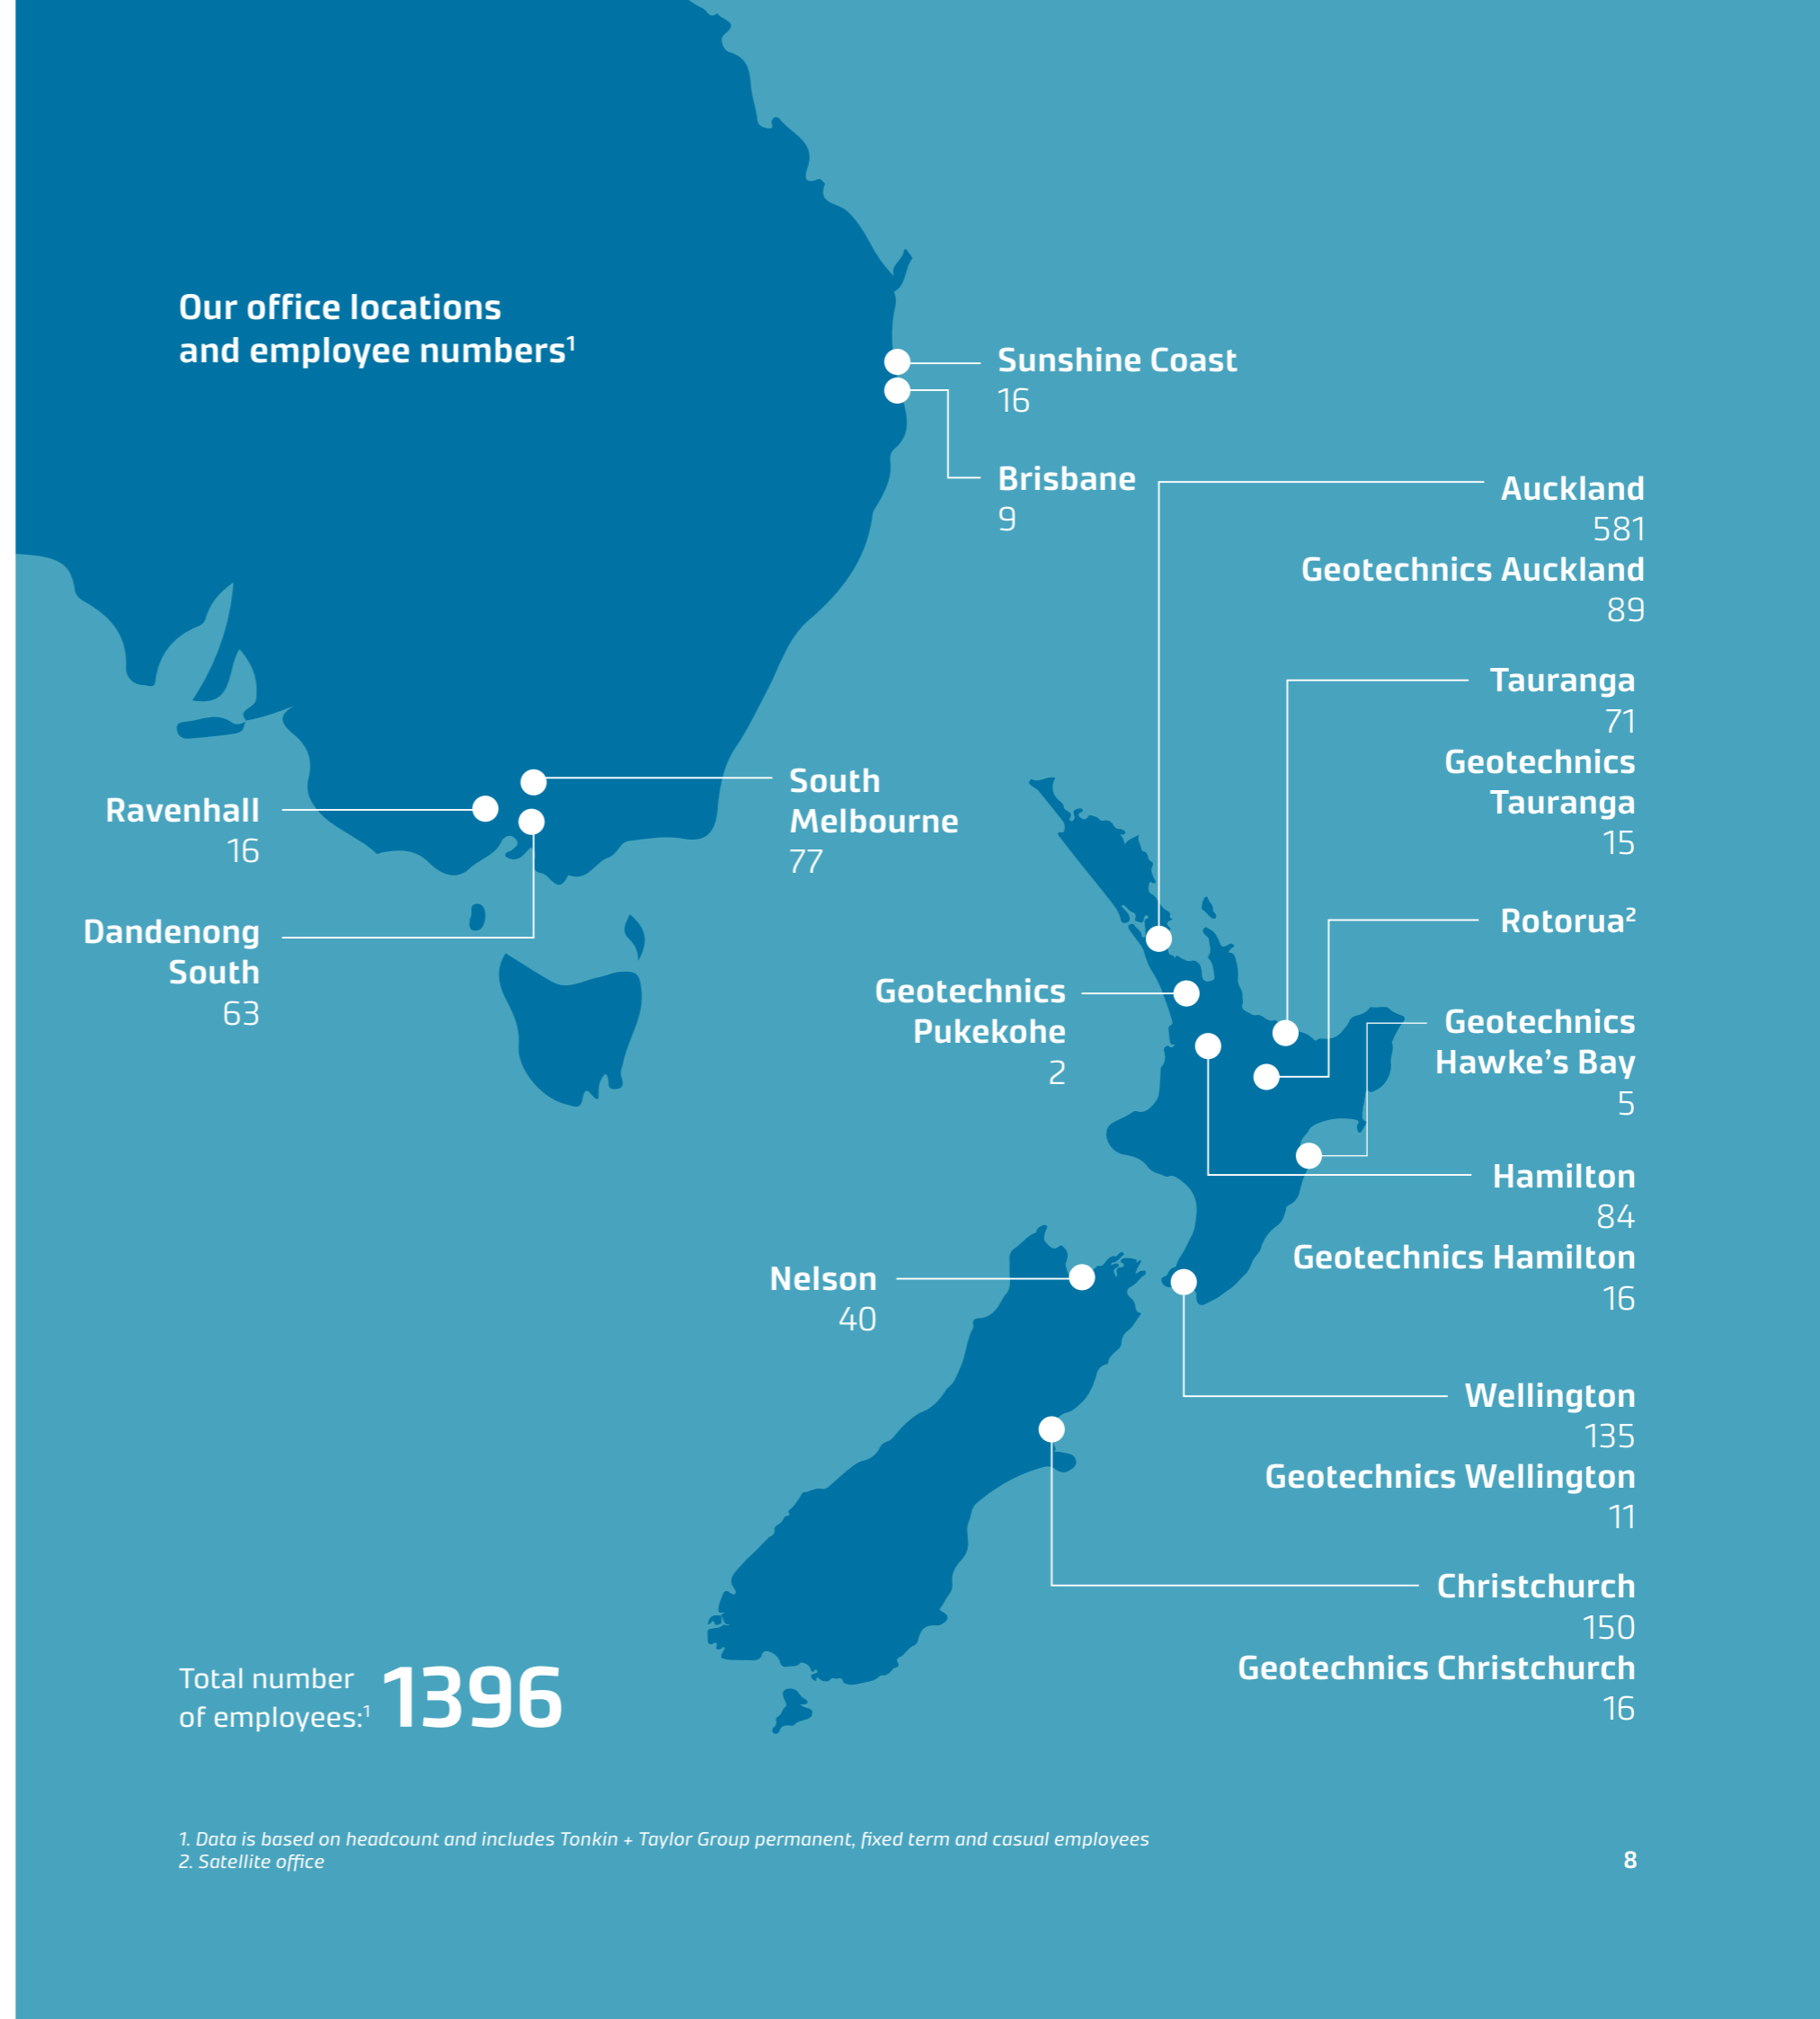 Our office locations
and employee numbers¹
Sunshine Coast
16
Brisbane
9
Auckland
581
Geotechnics Auckland
89
Tauranga
71
Geotechnics
Tauranga
15
South
Melbourne
77
Ravenhall
16
Dandenong
South
63
Rotorua²
Geotechnics
Pukekohe
2
Geotechnics
Hawke’s Bay
5
Hamilton
84
Geotechnics Hamilton
16
Nelson
40
Wellington
135
Geotechnics Wellington
11
Christchurch
150
Geotechnics Christchurch
16
Total number
of employees:¹
1396
1. Data is based on headcount and includes Tonkin + Taylor Group permanent, fixed term and casual employees
2. Satellite office
8